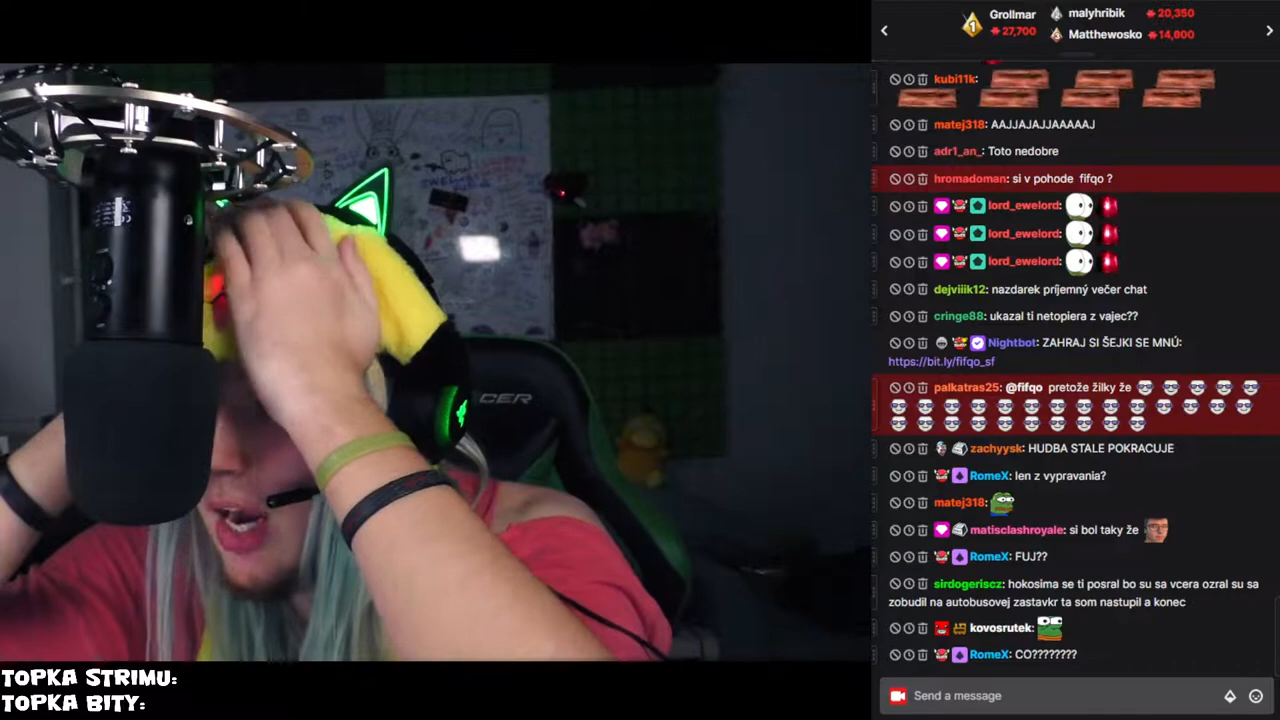 Grollmar
27,700
malyhribik
20,350
Matthewosko
14,800
kubi11k:
matej318: AAJJAJAJJAAAAAJ
adr1_an_: Toto nedobre
hromadoman: si v pohode fifqo ?
lord_ewelord:
lord_ewelord:
lord_ewelord:
dejviiik12: nazdarek príjemný večer chat
cringe88: ukazal ti netopiera z vajec??
Nightbot: ZAHRAJ SI ŠEJKI SE MNÚ:
https://bit.ly/fifqo_sf
palkatras25: @fifqo pretože žilky že
zachyysk: HUDBA STALE POKRACUJE
RomeX: len z vypravania?
matej318:
matisclashroyale: si bol taky že
RomeX: FUJ??
sirdogeriscz: hokosima se ti posral bo su sa vcera ozral su sa
zobudil na autobusovej zastavkr ta som nastupil a konec
kovosrutek:
RomeX: CO????????
Send a message
CER
TOPKA STRIMU:
TOPKA BITY: